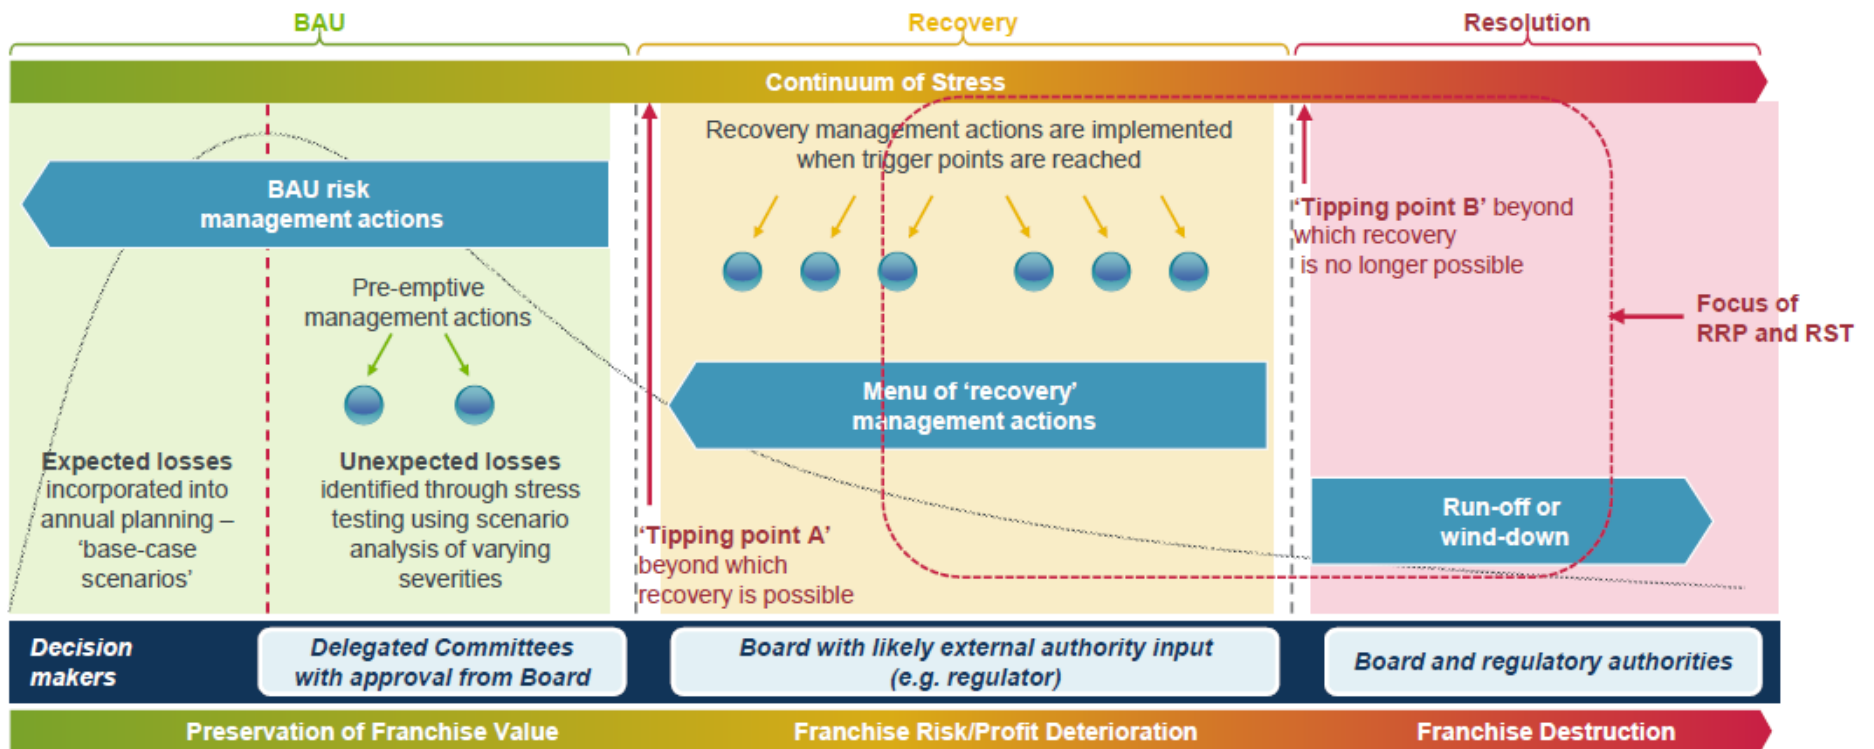 BAU
Recovery
Resolution
Continuum of Stress
BAU risk
management actions
Pre-emptive
management actions
Expected losses
incorporated into
annual planning –
‘base-case
scenarios’
Unexpected losses
identified through stress
testing using scenario
analysis of varying
severities
Recovery management actions are implemented
when trigger points are reached
Menu of ‘recovery’
management actions
‘Tipping point A’
beyond which
recovery is possible
‘Tipping point B’ beyond
which recovery
is no longer possible
Focus of
RRP and RST
Run-off or
wind-down
Decision
makers
Delegated Committees
with approval from Board
Board with likely external authority input
(e.g. regulator)
Board and regulatory authorities
Preservation of Franchise Value
Franchise Risk/Profit Deterioration
Franchise Destruction